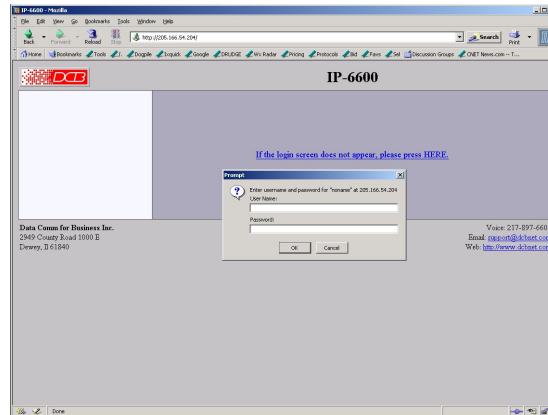 IP-6600 - Mozilla
File Edit View Go Bookmarks Tools Window Help
Back Forward Reload Stop http://205.166.54.204/ Search Print
Home Bookmarks Tools Dogpile Ixquick Google DRUDGE Wx Radar Pricing Protocols Bid Favs Sel Discussion Groups CNET News.com -- T...
DCB
IP-6600
If the login screen does not appear, please press HERE.
Prompt
Enter username and password for "noname" at 205.166.54.204
User Name:
Password:
OK Cancel
Data Comm for Business Inc.
2949 County Road 1000 E
Dewey, Il 61840
Voice: 217-897-660
Email: support@dcbnet.com
Web: http://www.dcbnet.com
Done